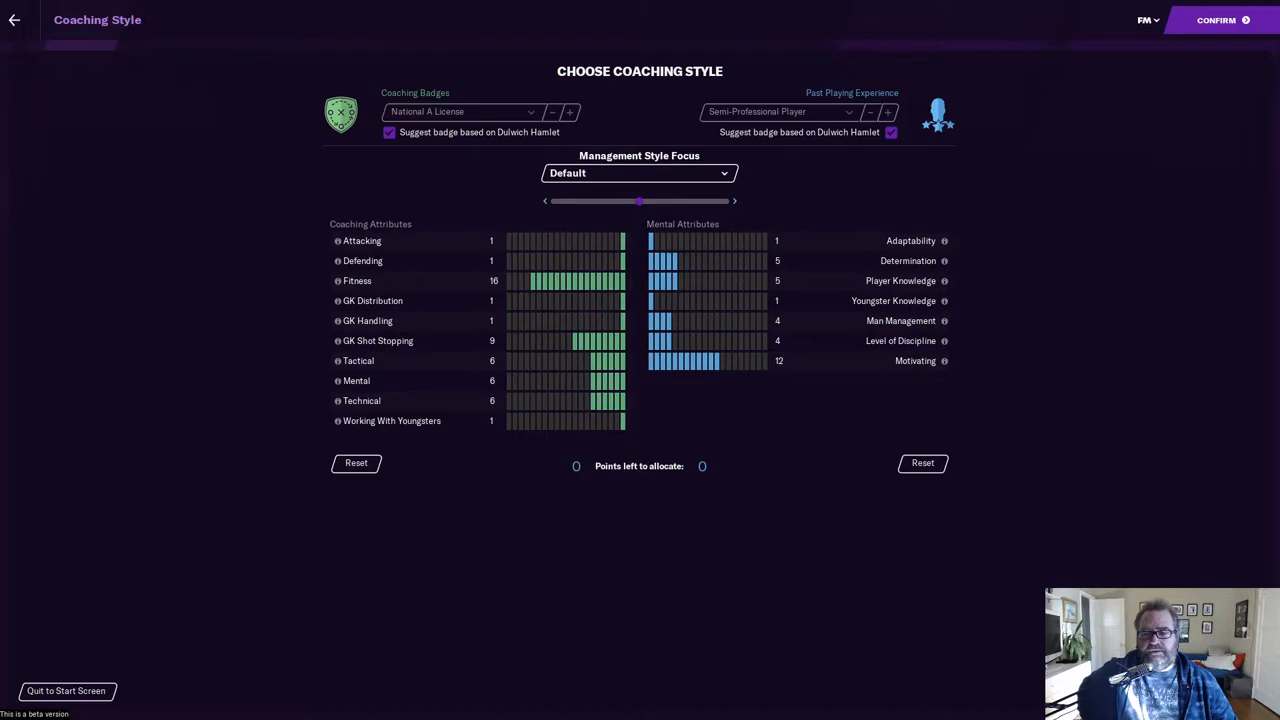 Coaching Style
FM
CONFIRM
CHOOSE COACHING STYLE
Coaching Badges
Past Playing Experience
National A License
Semi-Professional Player
Suggest badge based on Dulwich Hamlet
Suggest badge based on Dulwich Hamlet
Management Style Focus
Default
Coaching Attributes
Mental Attributes
Attacking 1
1 Adaptability
Defending 1
5 Determination
Fitness 16
5 Player Knowledge
GK Distribution 1
1 Youngster Knowledge
GK Handling 1
4 Man Management
GK Shot Stopping 9
4 Level of Discipline
Tactical 6
12 Motivating
Mental 6
Technical 6
Working With Youngsters 1
Reset
0 Points left to allocate: 0
Reset
Quit to Start Screen
This is a beta version